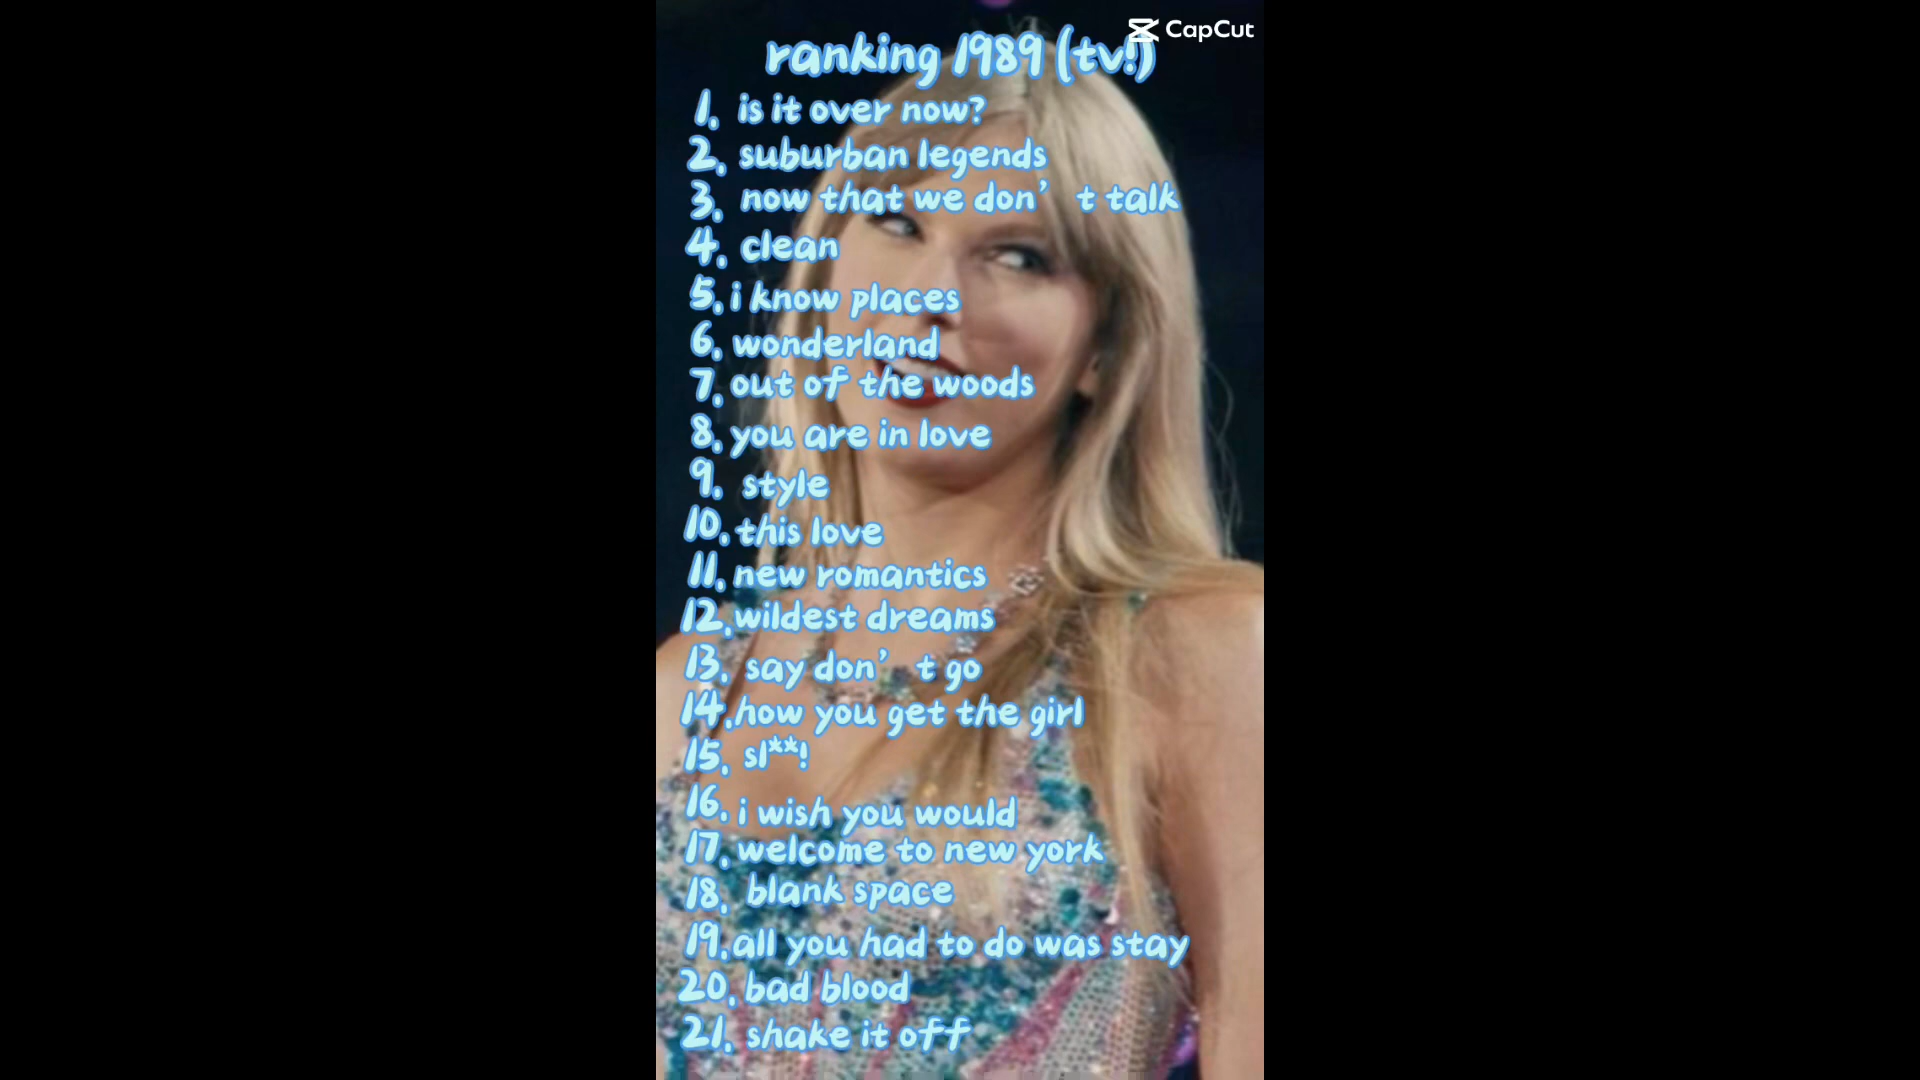 CapCut
ranking 1989 (tv!)
1. is it over now?
2. suburban legends
3. now that we don't talk
4. clean
5. i know places
6. wonderland
7. out of the woods
8. you are in love
9. style
10. this love
11. new romantics
12. wildest dreams
13. say don't go
14. how you get the girl
15. sl**!
16. i wish you would
17. welcome to new york
18. blank space
19. all you had to do was stay
20. bad blood
21. shake it off